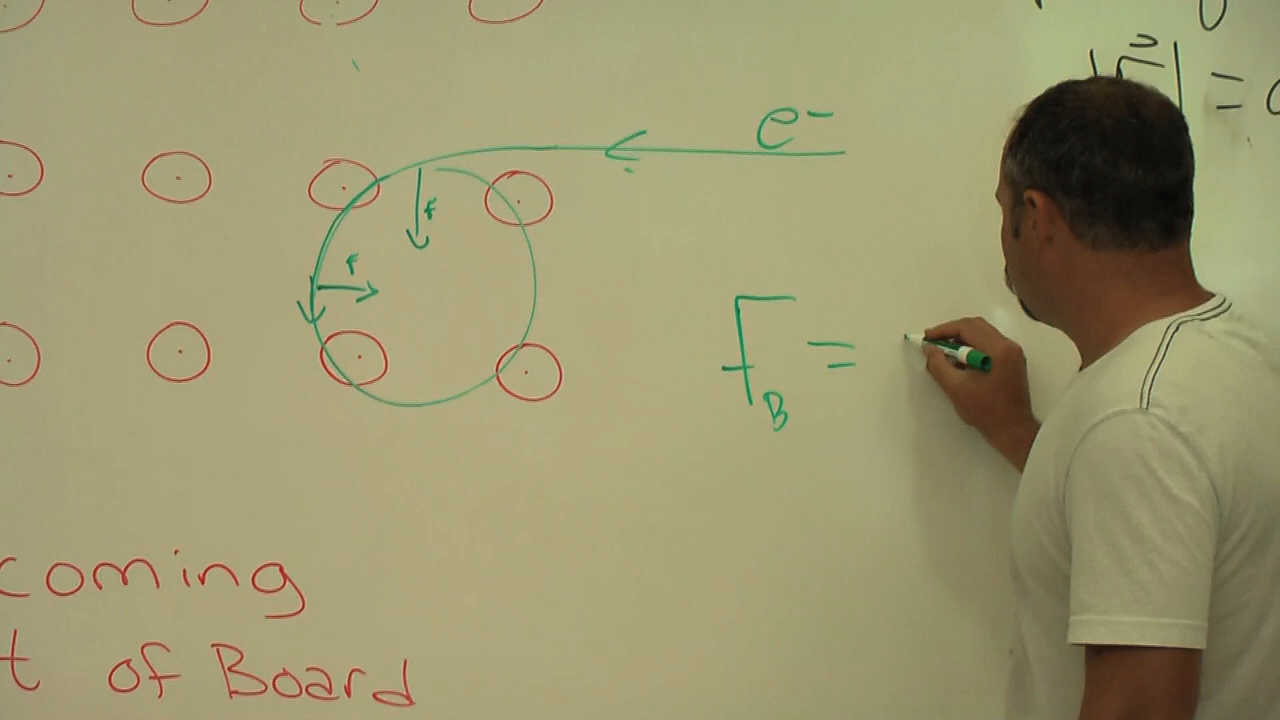 e-
F
F
F_B =
coming
of Board